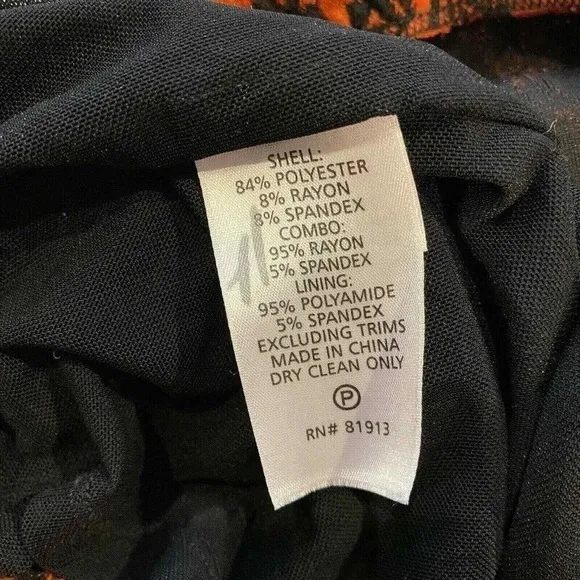 SHELL:
84% POLYESTER
8% RAYON
8% SPANDEX
COMBO:
95% RAYON
5% SPANDEX
LINING:
95% POLYAMIDE
5% SPANDEX
EXCLUDING TRIMS
MADE IN CHINA
DRY CLEAN ONLY
P
RN# 81913